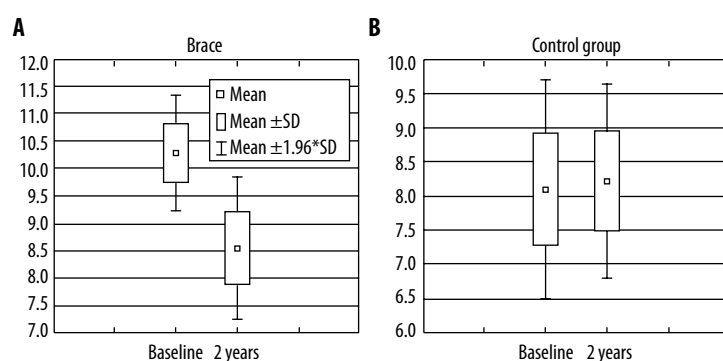 A
Brace
12.0
11.5
11.0
10.5
10.0
9.5
9.0
8.5
8.0
7.5
7.0
Mean
Mean ±SD
Mean ±1.96*SD
Baseline 2 years
B
Control group
10.0
9.5
9.0
8.5
8.0
7.5
7.0
6.5
6.0
Baseline 2 years